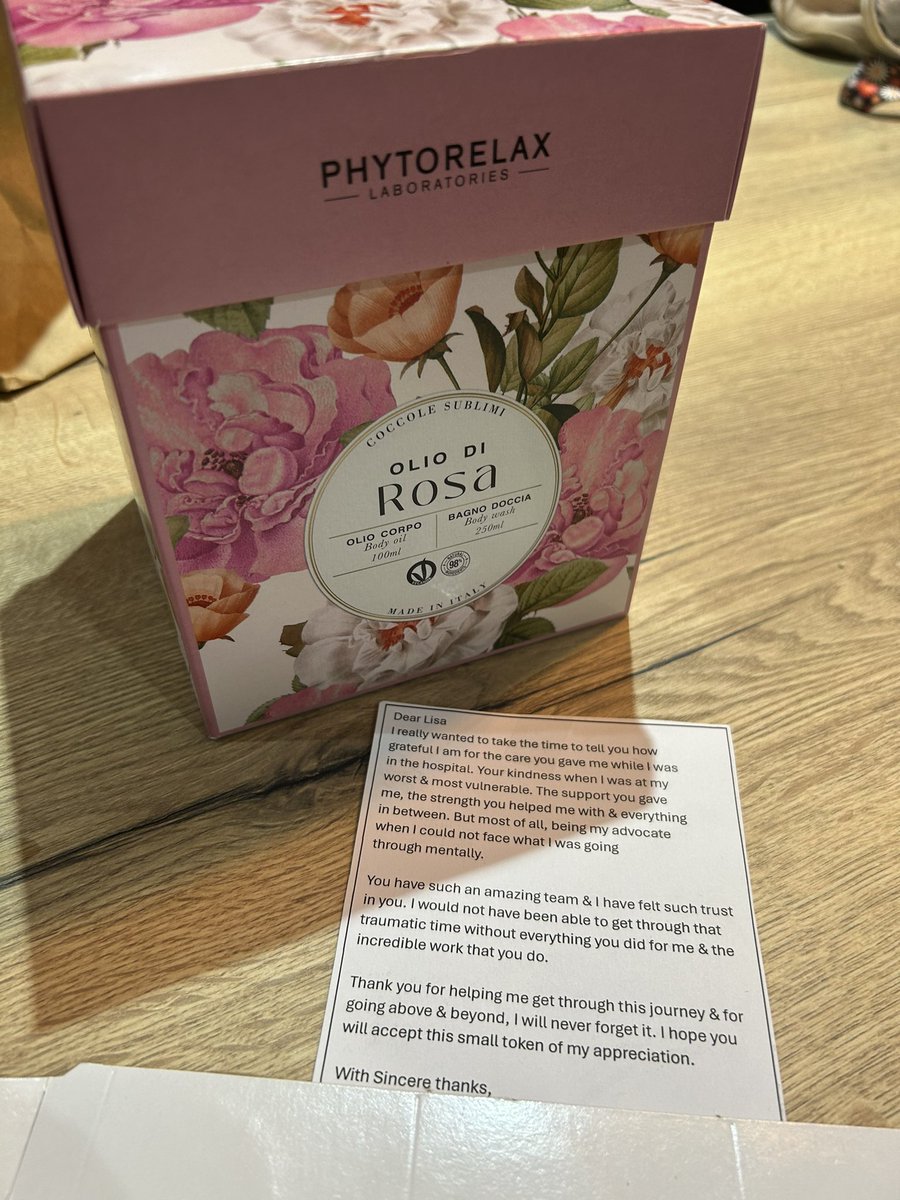 PHYTORELAX
LABORATORIES
COCCOLE SUBLIMI
OLIO DI
Rosa
OLIO CORPO
Body oil
100ml
BAGNO DOCCIA
Body wash
250ml
98%
MADE IN ITALY
Dear Lisa
I really wanted to take the time to tell you how
grateful I am for the care you gave me while I was
in the hospital. Your kindness when I was at my
worst & most vulnerable. The support you gave
me, the strength you helped me with & everything
in between. But most of all, being my advocate
when I could not face what I was going
through mentally.
You have such an amazing team & I have felt such trust
in you. I would not have been able to get through that
traumatic time without everything you did for me & the
incredible work that you do.
Thank you for helping me get through this journey & for
going above & beyond, I will never forget it. I hope you
will accept this small token of my appreciation.
With Sincere thanks,